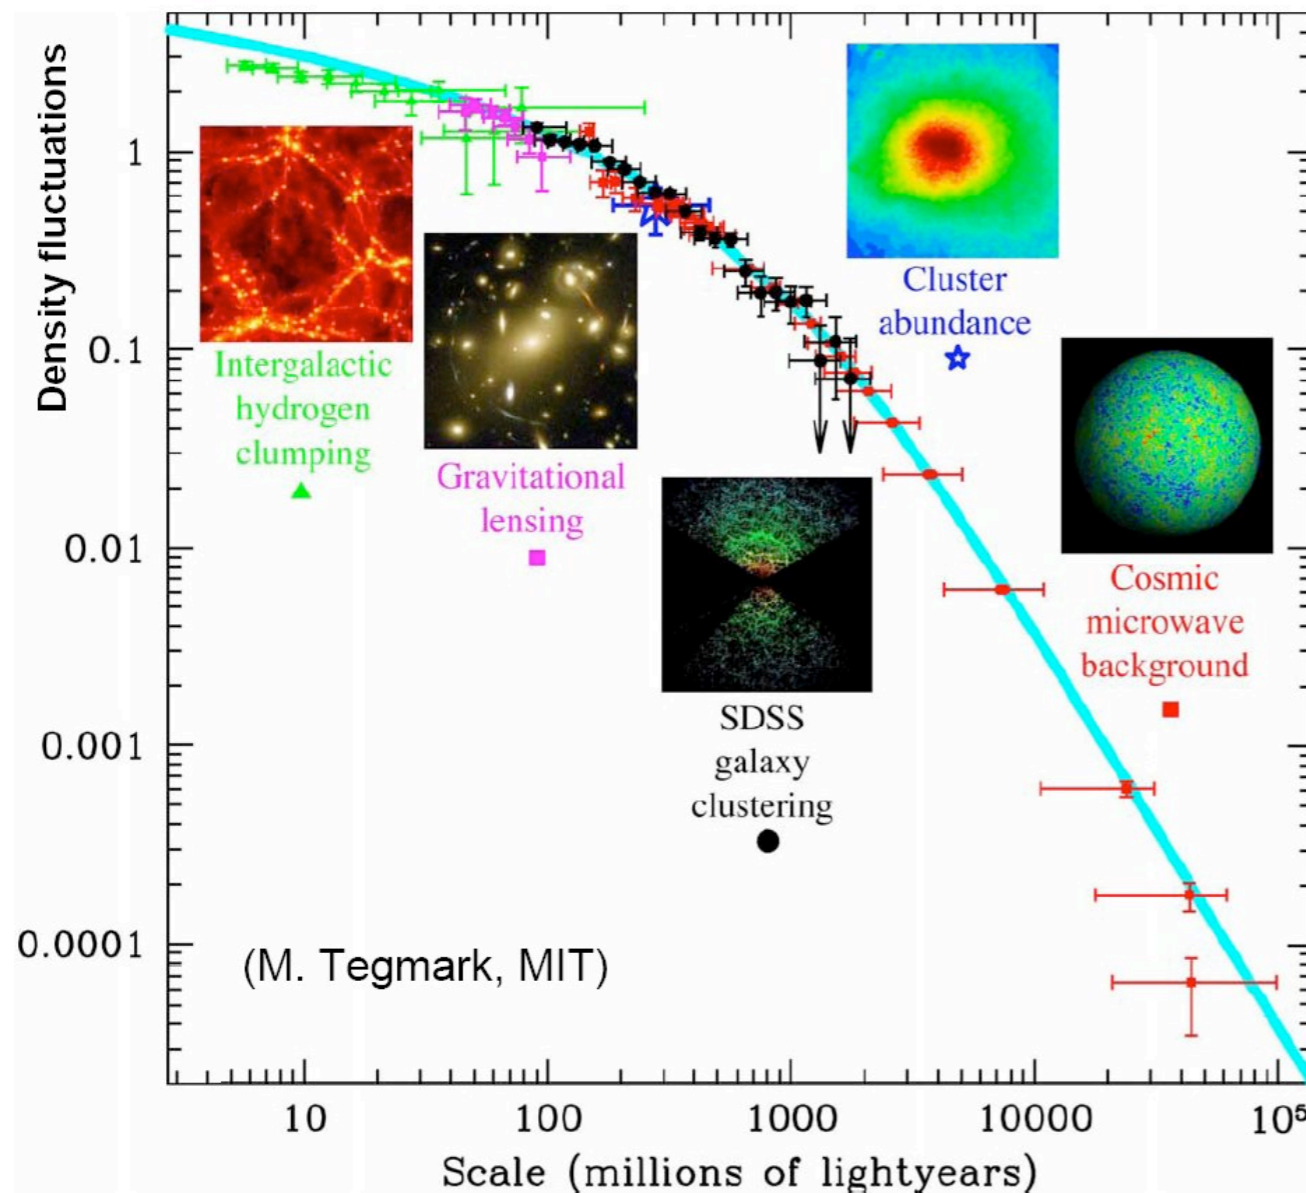 Density fluctuations
1
0.1
0.01
0.001
0.0001
Intergalactic
hydrogen
clumping
Gravitational
lensing
SDSS
galaxy
clustering
Cluster
abundance
Cosmic
microwave
background
(M. Tegmark, MIT)
10
100
1000
10000
10⁵
Scale (millions of lightyears)